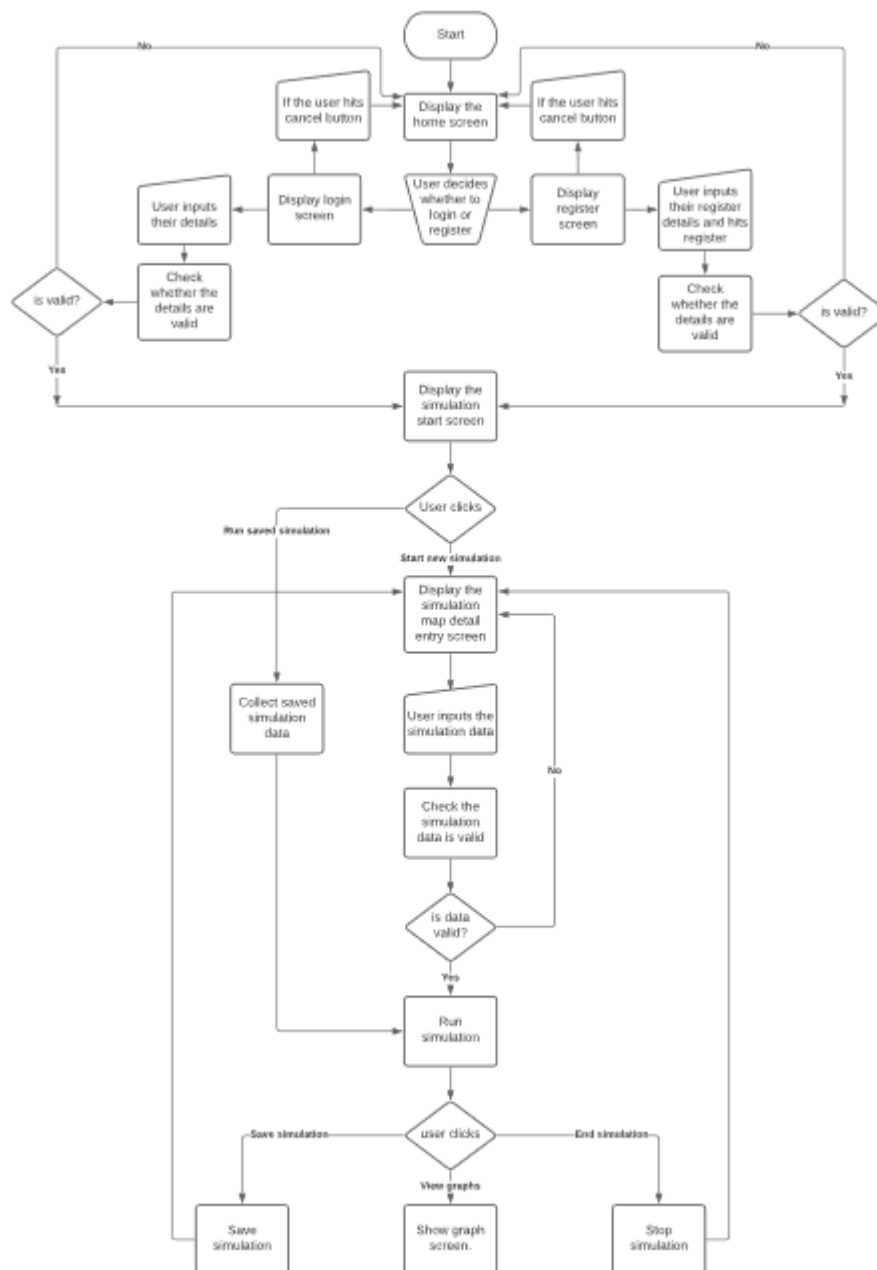 Start
No
No
If the user hits
cancel button
Display the
home screen
If the user hits
cancel button
User inputs
their details
Display login
screen
User decides
whether to
login or
register
Display
register
screen
User inputs
their register
details and hits
register
Check
whether the
details are
valid
is valid?
Check
whether the
details are
valid
is valid?
Yes
Yes
Display the
simulation
start screen
User clicks
Run saved simulation
Start new simulation
Display the
simulation
map detail
entry screen
Collect saved
simulation
data
User inputs the
simulation data
No
Check the
simulation
data is valid
is data
valid?
Yes
Run
simulation
user clicks
Save simulation
End simulation
View graphs
Save
simulation
Show graph
screen.
Stop
simulation